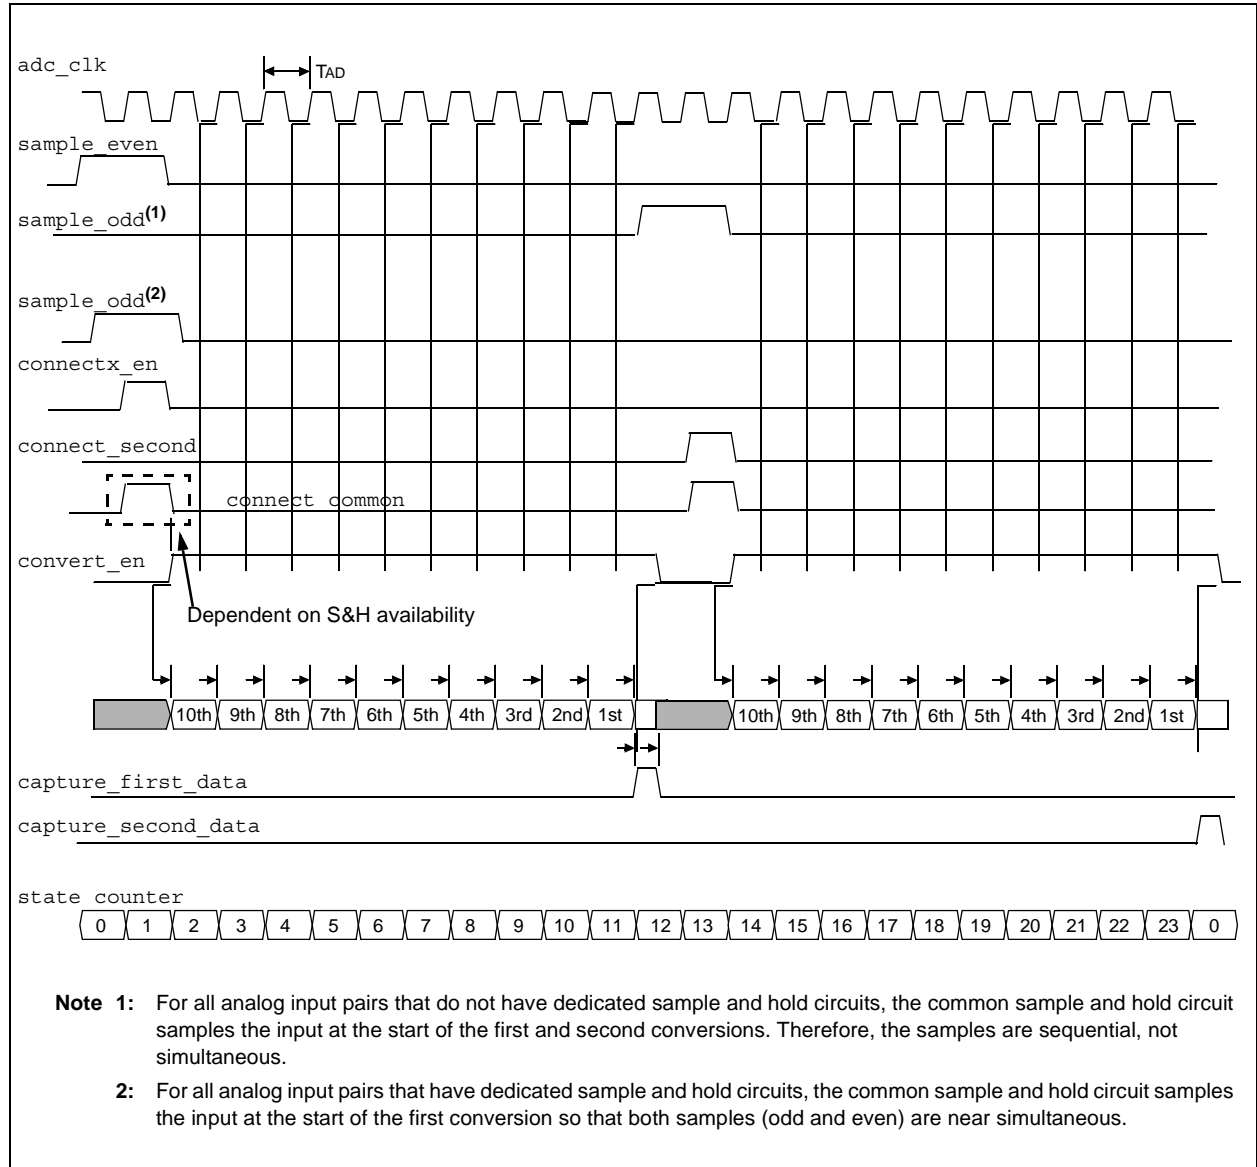 adc_clk
TAD
sample_even
sample_odd(1)
sample_odd(2)
connectx_en
connect_second
connect_common
convert_en
Dependent on S&H availability
10th 9th 8th 7th 6th 5th 4th 3rd 2nd 1st 10th 9th 8th 7th 6th 5th 4th 3rd 2nd 1st
capture_first_data
capture_second_data
state counter
0 1 2 3 4 5 6 7 8 9 10 11 12 13 14 15 16 17 18 19 20 21 22 23 0
Note 1: For all analog input pairs that do not have dedicated sample and hold circuits, the common sample and hold circuit
samples the input at the start of the first and second conversions. Therefore, the samples are sequential, not
simultaneous.
2: For all analog input pairs that have dedicated sample and hold circuits, the common sample and hold circuit samples
the input at the start of the first conversion so that both samples (odd and even) are near simultaneous.